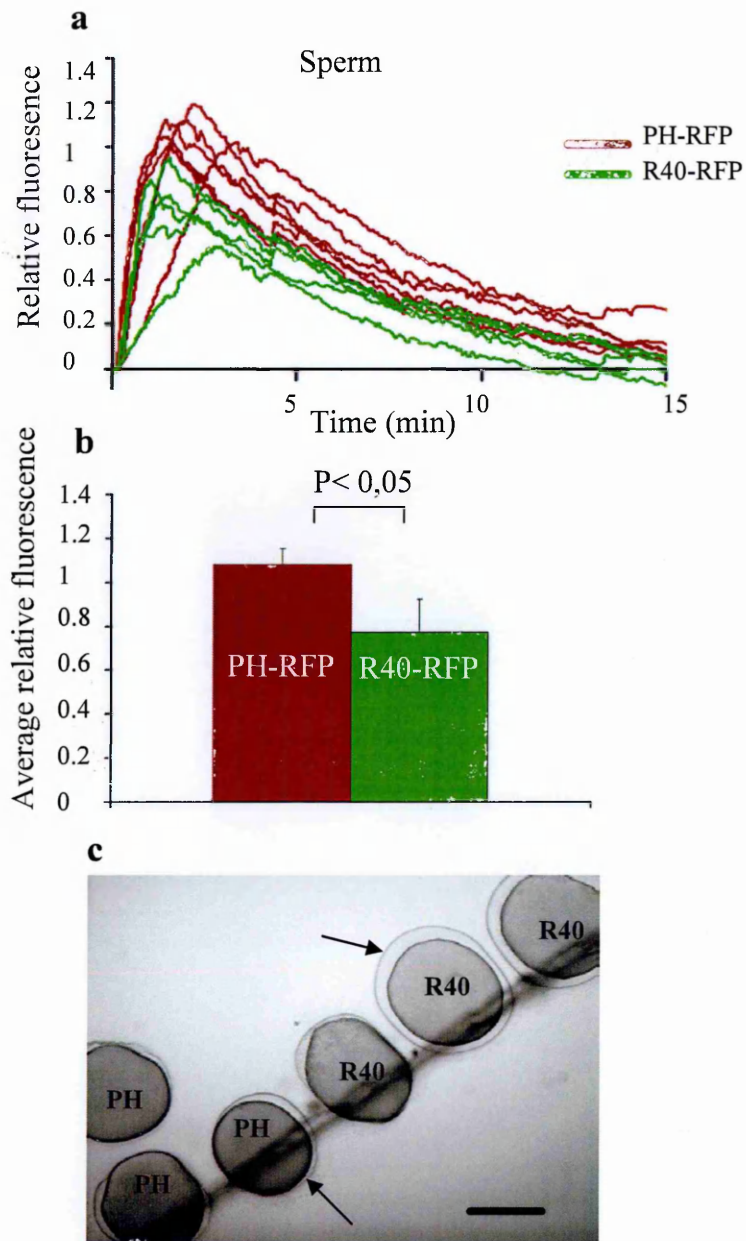 a
Sperm
Relative fluoresence
1.4
1.2
1
0.8
0.6
0.4
0.2
0
PH-RFP
R40-RFP
5
10
15
Time (min)
b
P< 0,05
Average relative fluorescence
1.4
1.2
1
0.8
0.6
0.4
0.2
0
PH-RFP
R40-RFP
c
R40
R40
R40
PH
PH
PH